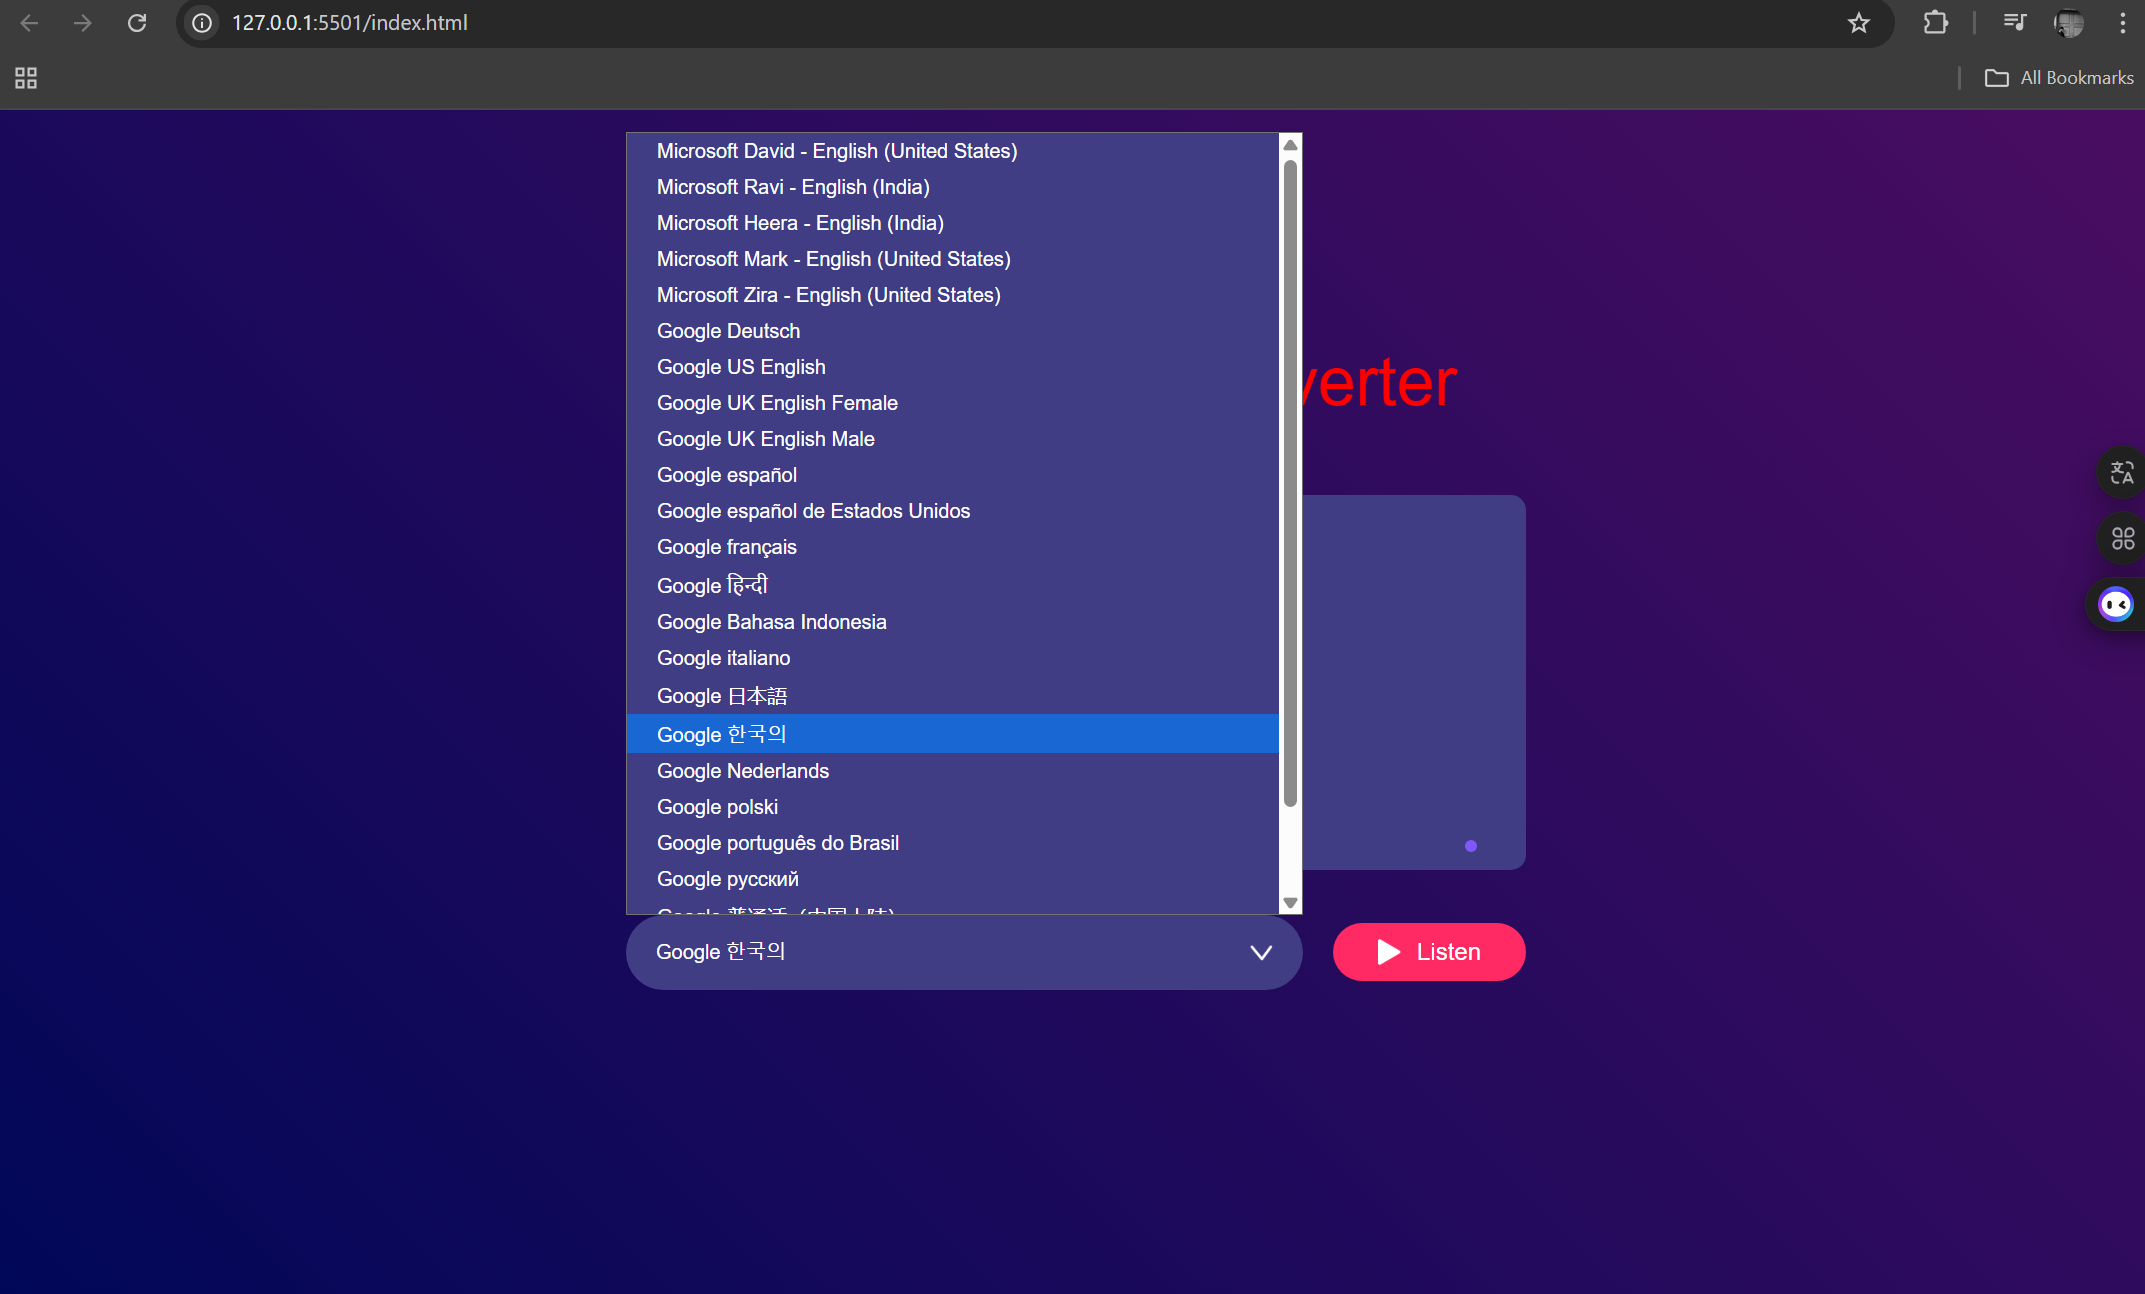 127.0.0.1:5501/index.html
All Bookmarks
Microsoft David - English (United States)
Microsoft Ravi - English (India)
Microsoft Heera - English (India)
Microsoft Mark - English (United States)
Microsoft Zira - English (United States)
Google Deutsch
Google US English
Google UK English Female
Google UK English Male
Google español
Google español de Estados Unidos
Google français
Google हिन्दी
Google Bahasa Indonesia
Google italiano
Google 日本語
Google 한국의
Google Nederlands
Google polski
Google português do Brasil
Google русский
verter
Google 한국의
Listen